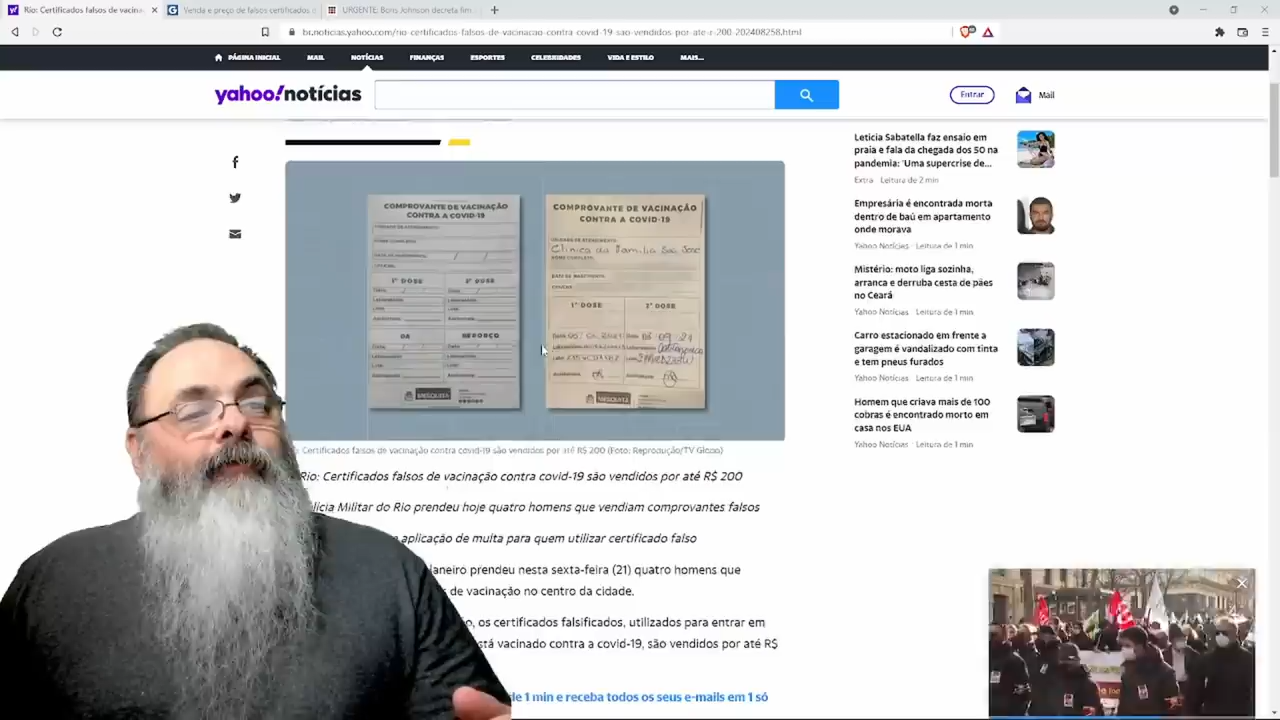 Rio: Certificados falsos de vacina
Venda e preço de falsos certificados
URGENTE: Boris Johnson decreta fim
br.noticias.yahoo.com/rio-certificados-falsos-de-vacinacao-contra-covid-19-sao-vendidos-por-ate-r-200-202408258.html
PÁGINA INICIAL MAIL NOTÍCIAS FINANÇAS ESPORTES CELEBRIDADES VIDA E ESTILO MAIS...
yahoo!notícias
Entrar Mail
COMPROVANTE DE VACINAÇÃO
CONTRA A COVID-19
1ª DOSE 2ª DOSE
REFORÇO
MESQUITA
COMPROVANTE DE VACINAÇÃO
CONTRA A COVID-19
UNIDADE DE ATENDIMENTO:
Clínica da Família São José
1ª DOSE 2ª DOSE
MESQUITA
Certificados falsos de vacinação contra covid-19 são vendidos por até R$ 200 (Foto: Reprodução/TV Globo)
Rio: Certificados falsos de vacinação contra covid-19 são vendidos por até R$ 200
lícia Militar do Rio prendeu hoje quatro homens que vendiam comprovantes falsos
aplicação de multa para quem utilizar certificado falso
Janeiro prendeu nesta sexta-feira (21) quatro homens que
de vacinação no centro da cidade.
os certificados falsificados, utilizados para entrar em
stá vacinado contra a covid-19, são vendidos por até R$
de 1 min e receba todos os seus e-mails em 1 só
Leticia Sabatella faz ensaio em
praia e fala da chegada dos 50 na
pandemia: 'Uma supercrise de...
Extra · Leitura de 2 min
Empresária é encontrada morta
dentro de baú em apartamento
onde morava
Yahoo Notícias · Leitura de 1 min
Mistério: moto liga sozinha,
arranca e derruba cesta de pães
no Ceará
Yahoo Notícias · Leitura de 1 min
Carro estacionado em frente a
garagem é vandalizado com tinta
e tem pneus furados
Yahoo Notícias · Leitura de 1 min
Homem que criava mais de 100
cobras é encontrado morto em
casa nos EUA
Yahoo Notícias · Leitura de 1 min